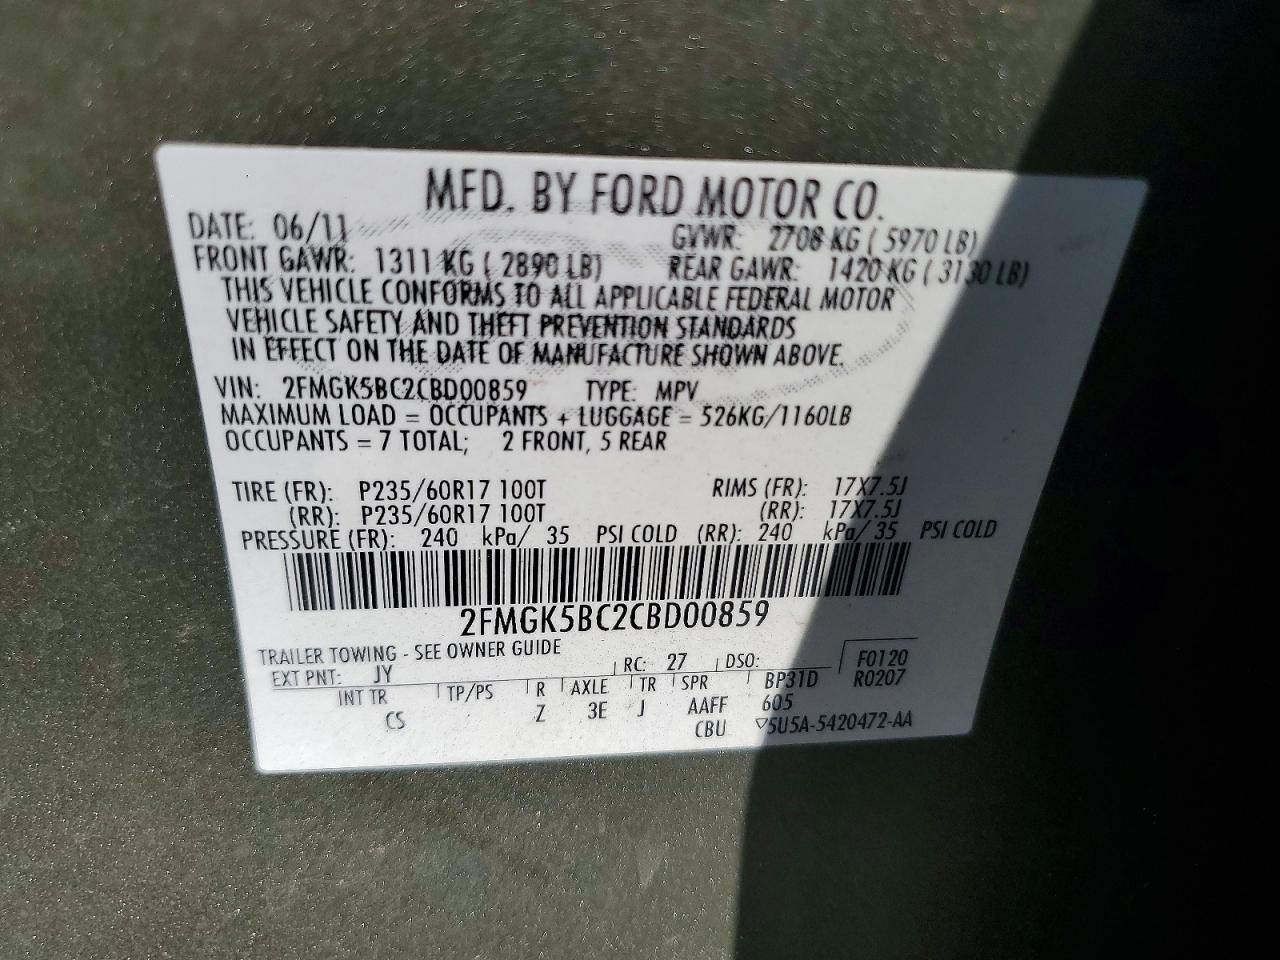 MFD. BY FORD MOTOR CO.
DATE: 06/11 GVWR: 2708 KG ( 5970 LB)
FRONT GAWR: 1311 KG ( 2890 LB) REAR GAWR: 1420 KG ( 3130 LB)
THIS VEHICLE CONFORMS TO ALL APPLICABLE FEDERAL MOTOR
VEHICLE SAFETY AND THEFT PREVENTION STANDARDS
IN EFFECT ON THE DATE OF MANUFACTURE SHOWN ABOVE.
VIN: 2FMGK5BC2CBD00859 TYPE: MPV
MAXIMUM LOAD = OCCUPANTS + LUGGAGE = 526KG/1160LB
OCCUPANTS = 7 TOTAL; 2 FRONT, 5 REAR
TIRE (FR): P235/60R17 100T RIMS (FR): 17X7.5J
(RR): P235/60R17 100T (RR): 17X7.5J
PRESSURE (FR): 240 kPa/ 35 PSI COLD (RR): 240 kPa/ 35 PSI COLD
2FMGK5BC2CBD00859
TRAILER TOWING - SEE OWNER GUIDE
EXT PNT: JY RC: 27 DSO: F0120
R0207
INT TR TP/PS R AXLE TR SPR BP31D
CS Z 3E J AAFF 605
CBU ▽5U5A-5420472-AA